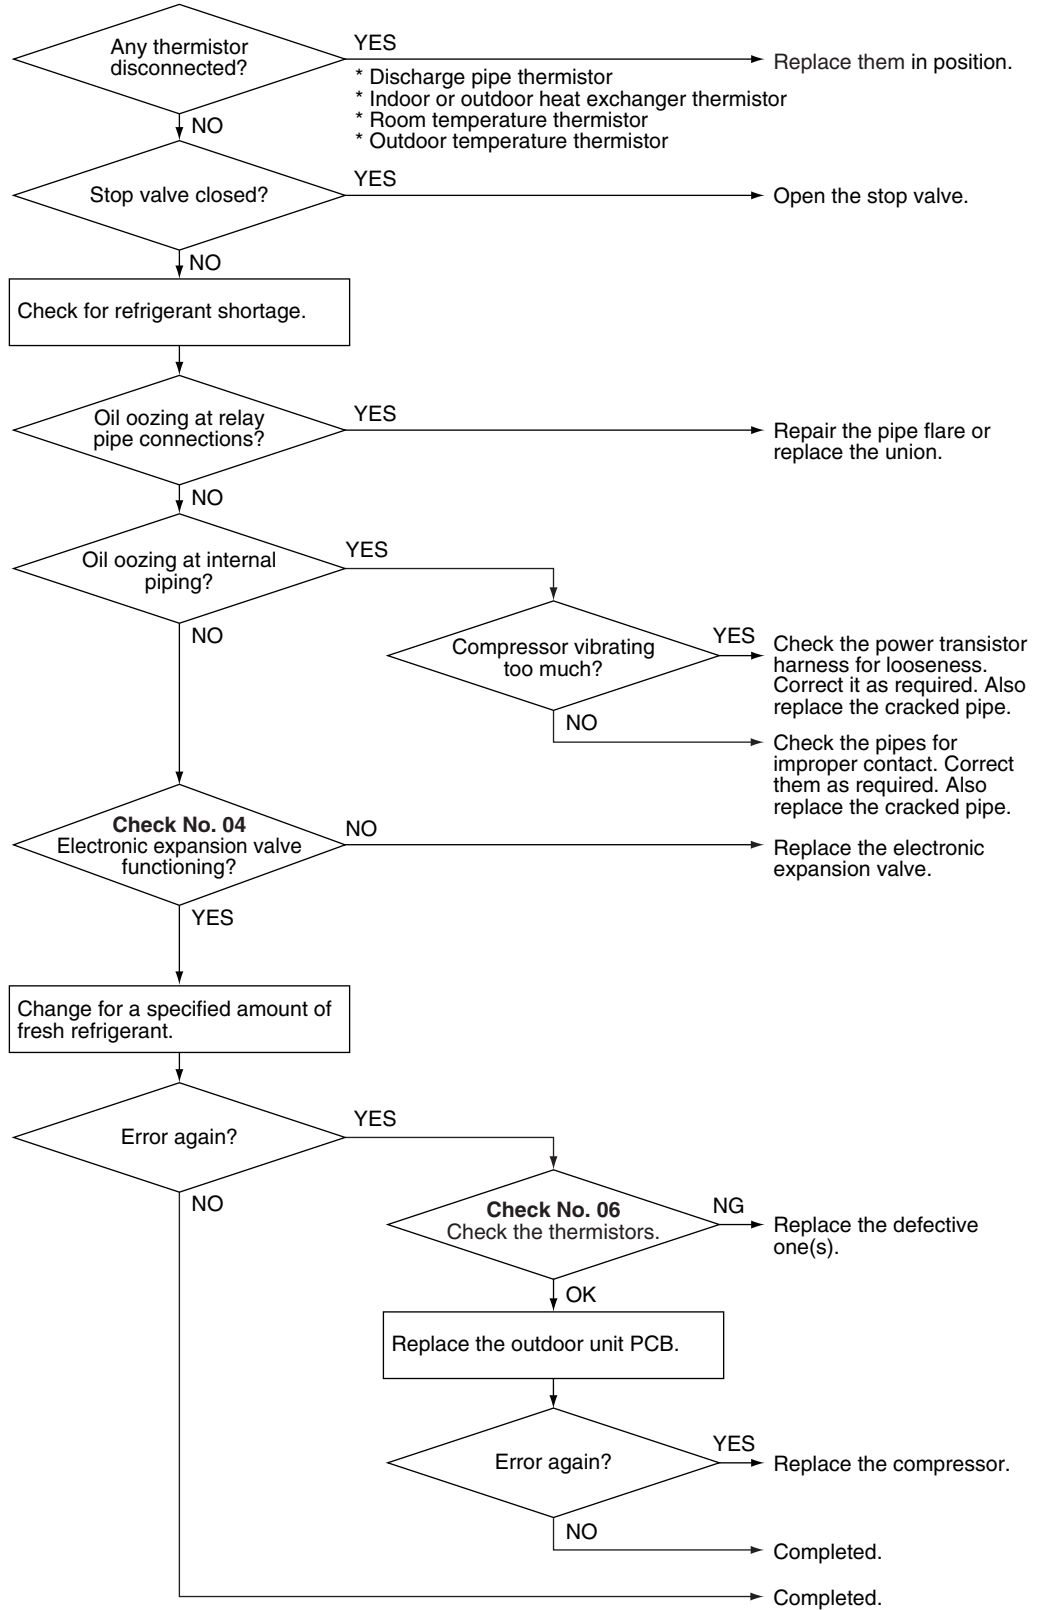 Any thermistor
disconnected?
YES
Replace them in position.
* Discharge pipe thermistor
* Indoor or outdoor heat exchanger thermistor
* Room temperature thermistor
* Outdoor temperature thermistor
NO
Stop valve closed?
YES
Open the stop valve.
NO
Check for refrigerant shortage.
Oil oozing at relay
pipe connections?
YES
Repair the pipe flare or
replace the union.
NO
Oil oozing at internal
piping?
YES
NO
Compressor vibrating
too much?
YES
Check the power transistor
harness for looseness.
Correct it as required. Also
replace the cracked pipe.
NO
Check the pipes for
improper contact. Correct
them as required. Also
replace the cracked pipe.
Check No. 04
Electronic expansion valve
functioning?
NO
Replace the electronic
expansion valve.
YES
Change for a specified amount of
fresh refrigerant.
Error again?
YES
NO
Check No. 06
Check the thermistors.
NG
Replace the defective
one(s).
OK
Replace the outdoor unit PCB.
Error again?
YES
Replace the compressor.
NO
Completed.
Completed.